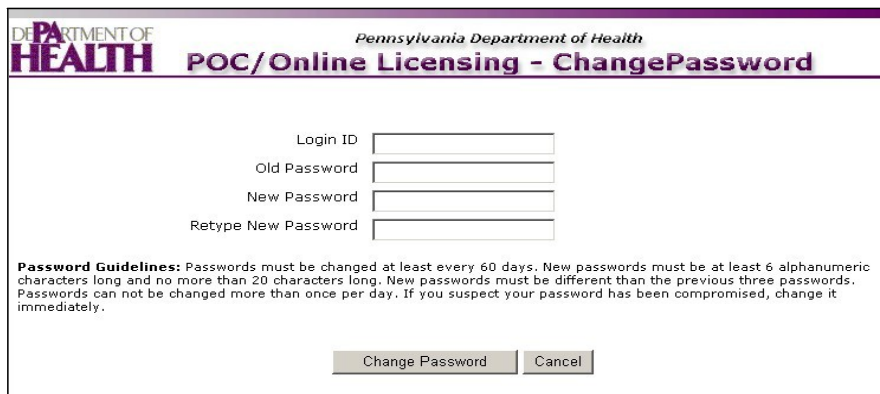 DEPARTMENT OF
HEALTH
Pennsylvania Department of Health
POC/Online Licensing - ChangePassword
Login ID
Old Password
New Password
Retype New Password
Password Guidelines: Passwords must be changed at least every 60 days. New passwords must be at least 6 alphanumeric
characters long and no more than 20 characters long. New passwords must be different than the previous three passwords.
Passwords can not be changed more than once per day. If you suspect your password has been compromised, change it
immediately.
Change Password Cancel